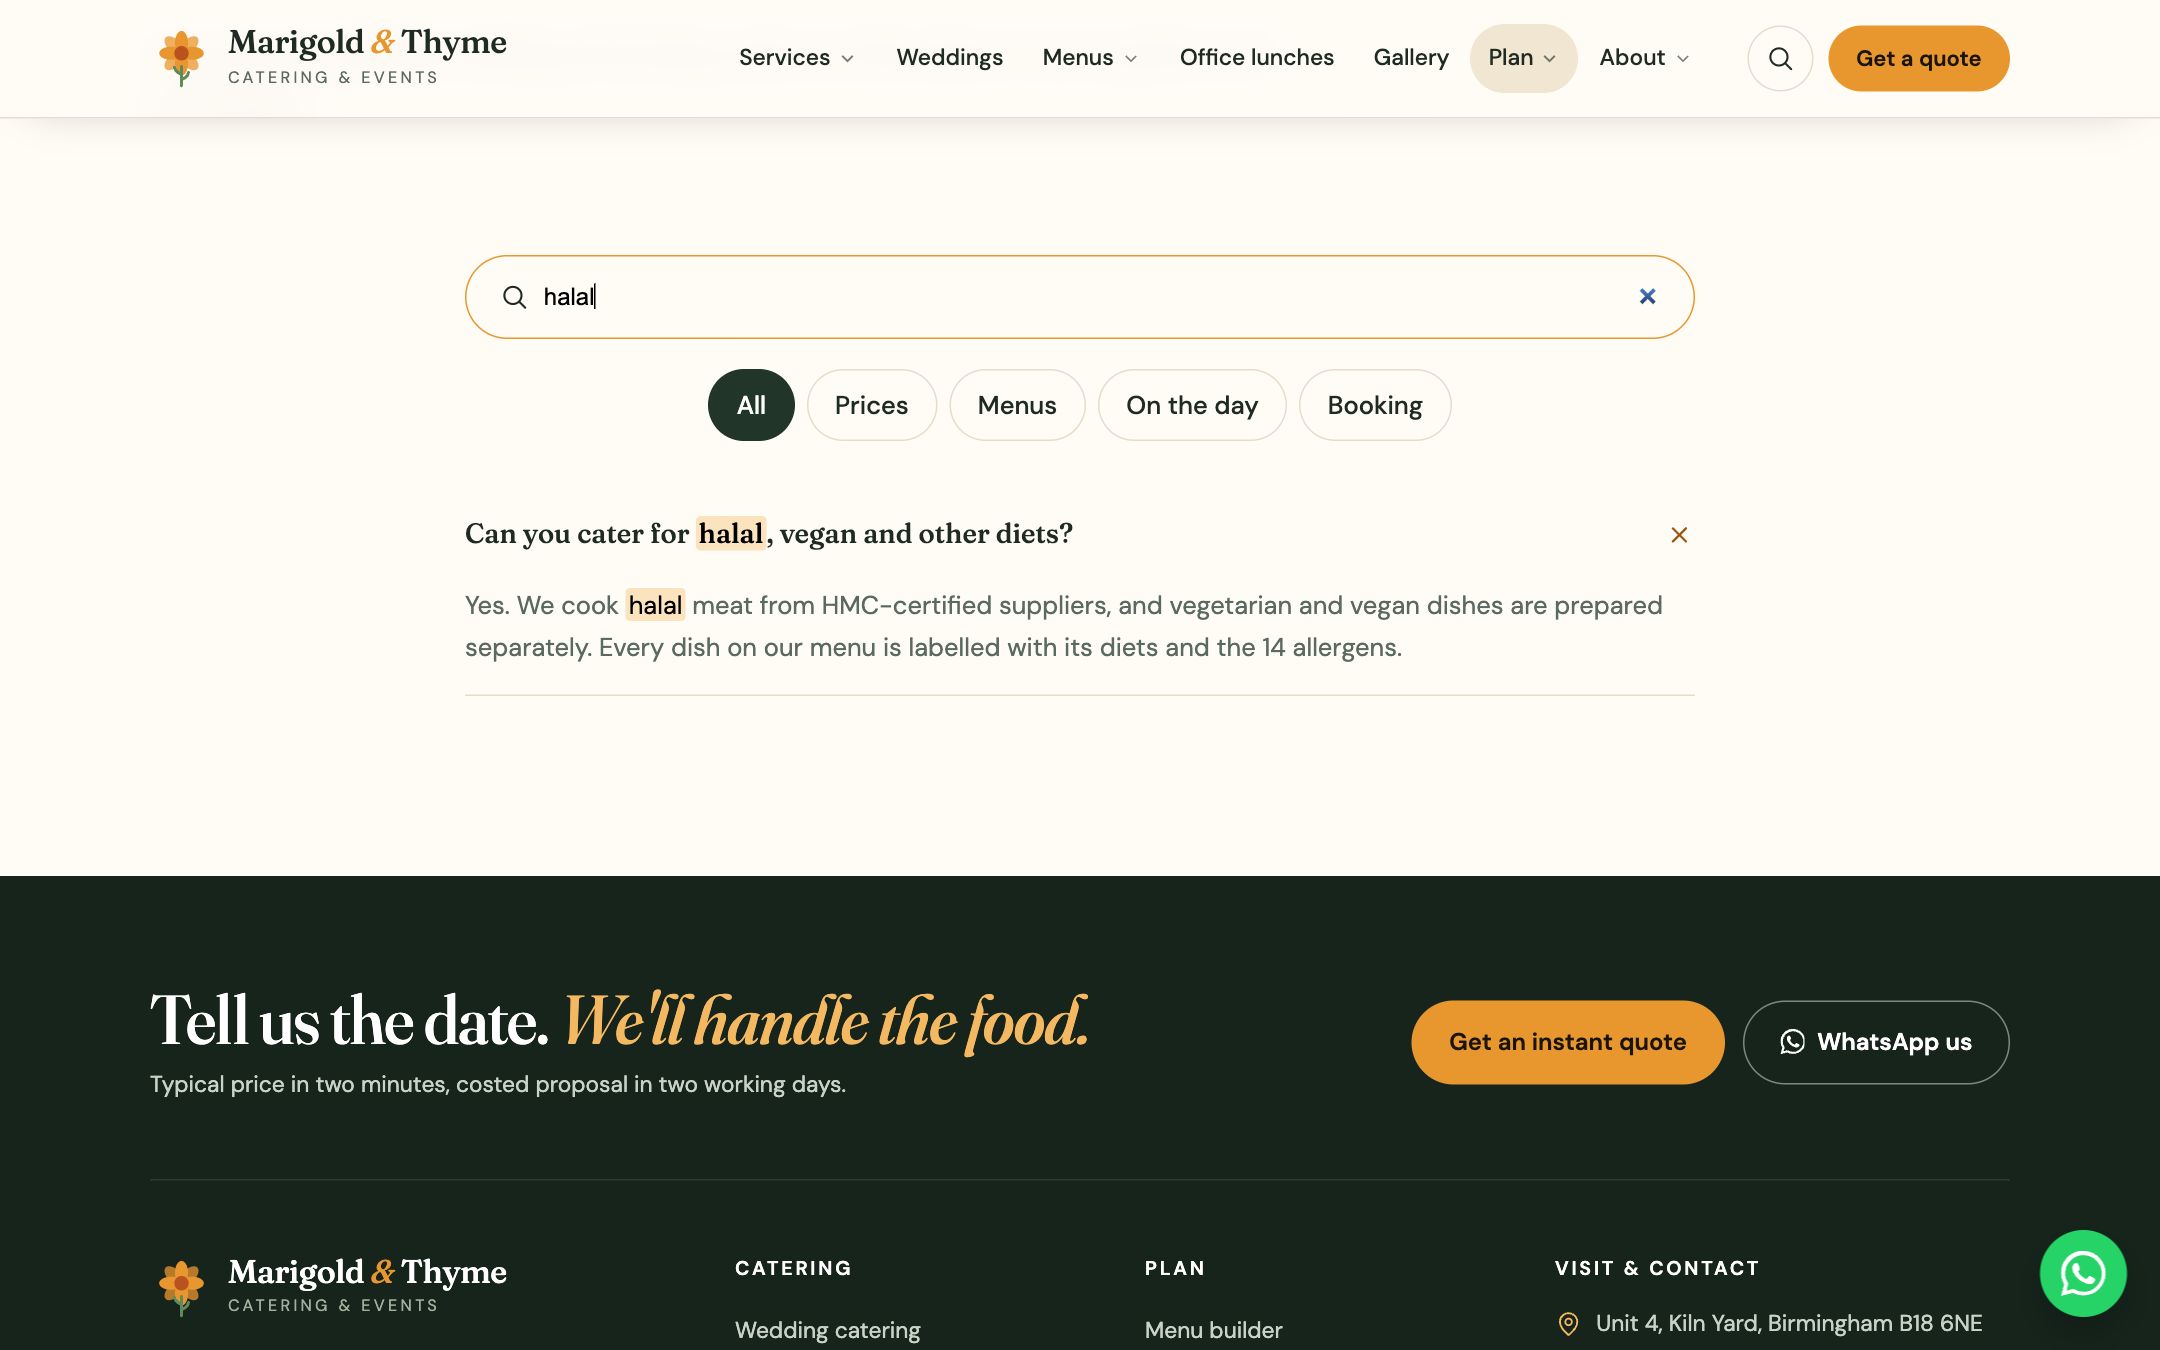 Marigold & Thyme
CATERING & EVENTS
Services
Weddings
Menus
Office lunches
Gallery
Plan
About
Get a quote
halal
All
Prices
Menus
On the day
Booking
Can you cater for halal, vegan and other diets?
Yes. We cook halal meat from HMC-certified suppliers, and vegetarian and vegan dishes are prepared
separately. Every dish on our menu is labelled with its diets and the 14 allergens.
Tell us the date. We'll handle the food.
Typical price in two minutes, costed proposal in two working days.
Get an instant quote
WhatsApp us
Marigold & Thyme
CATERING & EVENTS
CATERING
Wedding catering
PLAN
Menu builder
VISIT & CONTACT
Unit 4, Kiln Yard, Birmingham B18 6NE